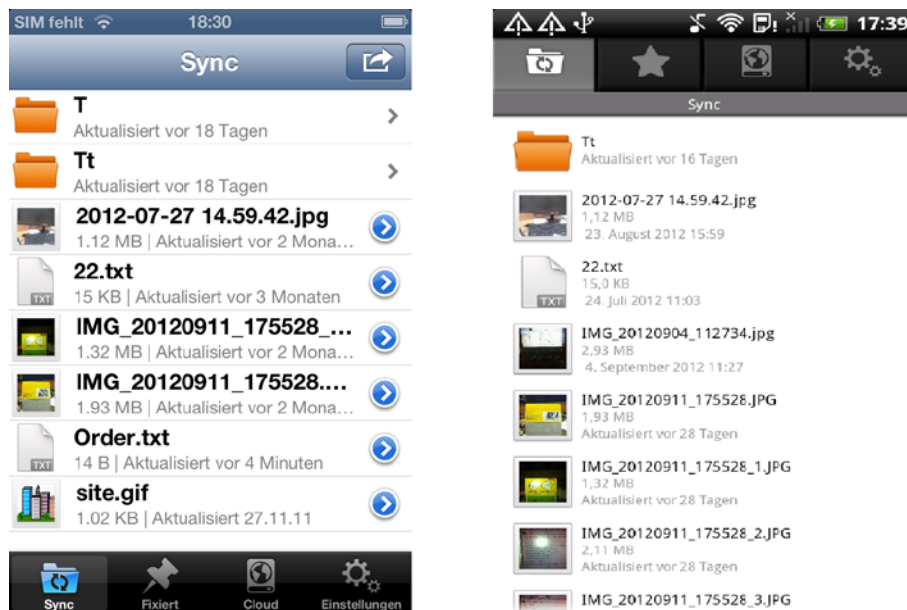 SIM fehlt 18:30
Sync
T
Aktualisiert vor 18 Tagen
Tt
Aktualisiert vor 18 Tagen
2012-07-27 14.59.42.jpg
1.12 MB | Aktualisiert vor 2 Mona...
22.txt
TXT
15 KB | Aktualisiert vor 3 Monaten
IMG_20120911_175528_...
1.32 MB | Aktualisiert vor 2 Mona...
IMG_20120911_175528....
1.93 MB | Aktualisiert vor 2 Mona...
Order.txt
TXT
14 B | Aktualisiert vor 4 Minuten
site.gif
1.02 KB | Aktualisiert 27.11.11
Sync Fixiert Cloud Einstellungen
17:39
Sync
Tt
Aktualisiert vor 16 Tagen
2012-07-27 14.59.42.jpg
1,12 MB
23. August 2012 15:59
22.txt
15,0 KB
TXT
24. Juli 2012 11:03
IMG_20120904_112734.jpg
2,93 MB
4. September 2012 11:27
IMG_20120911_175528.JPG
1,93 MB
Aktualisiert vor 28 Tagen
IMG_20120911_175528_1.JPG
1,32 MB
Aktualisiert vor 28 Tagen
IMG_20120911_175528_2.JPG
2,11 MB
Aktualisiert vor 28 Tagen
IMG_20120911_175528_3.JPG